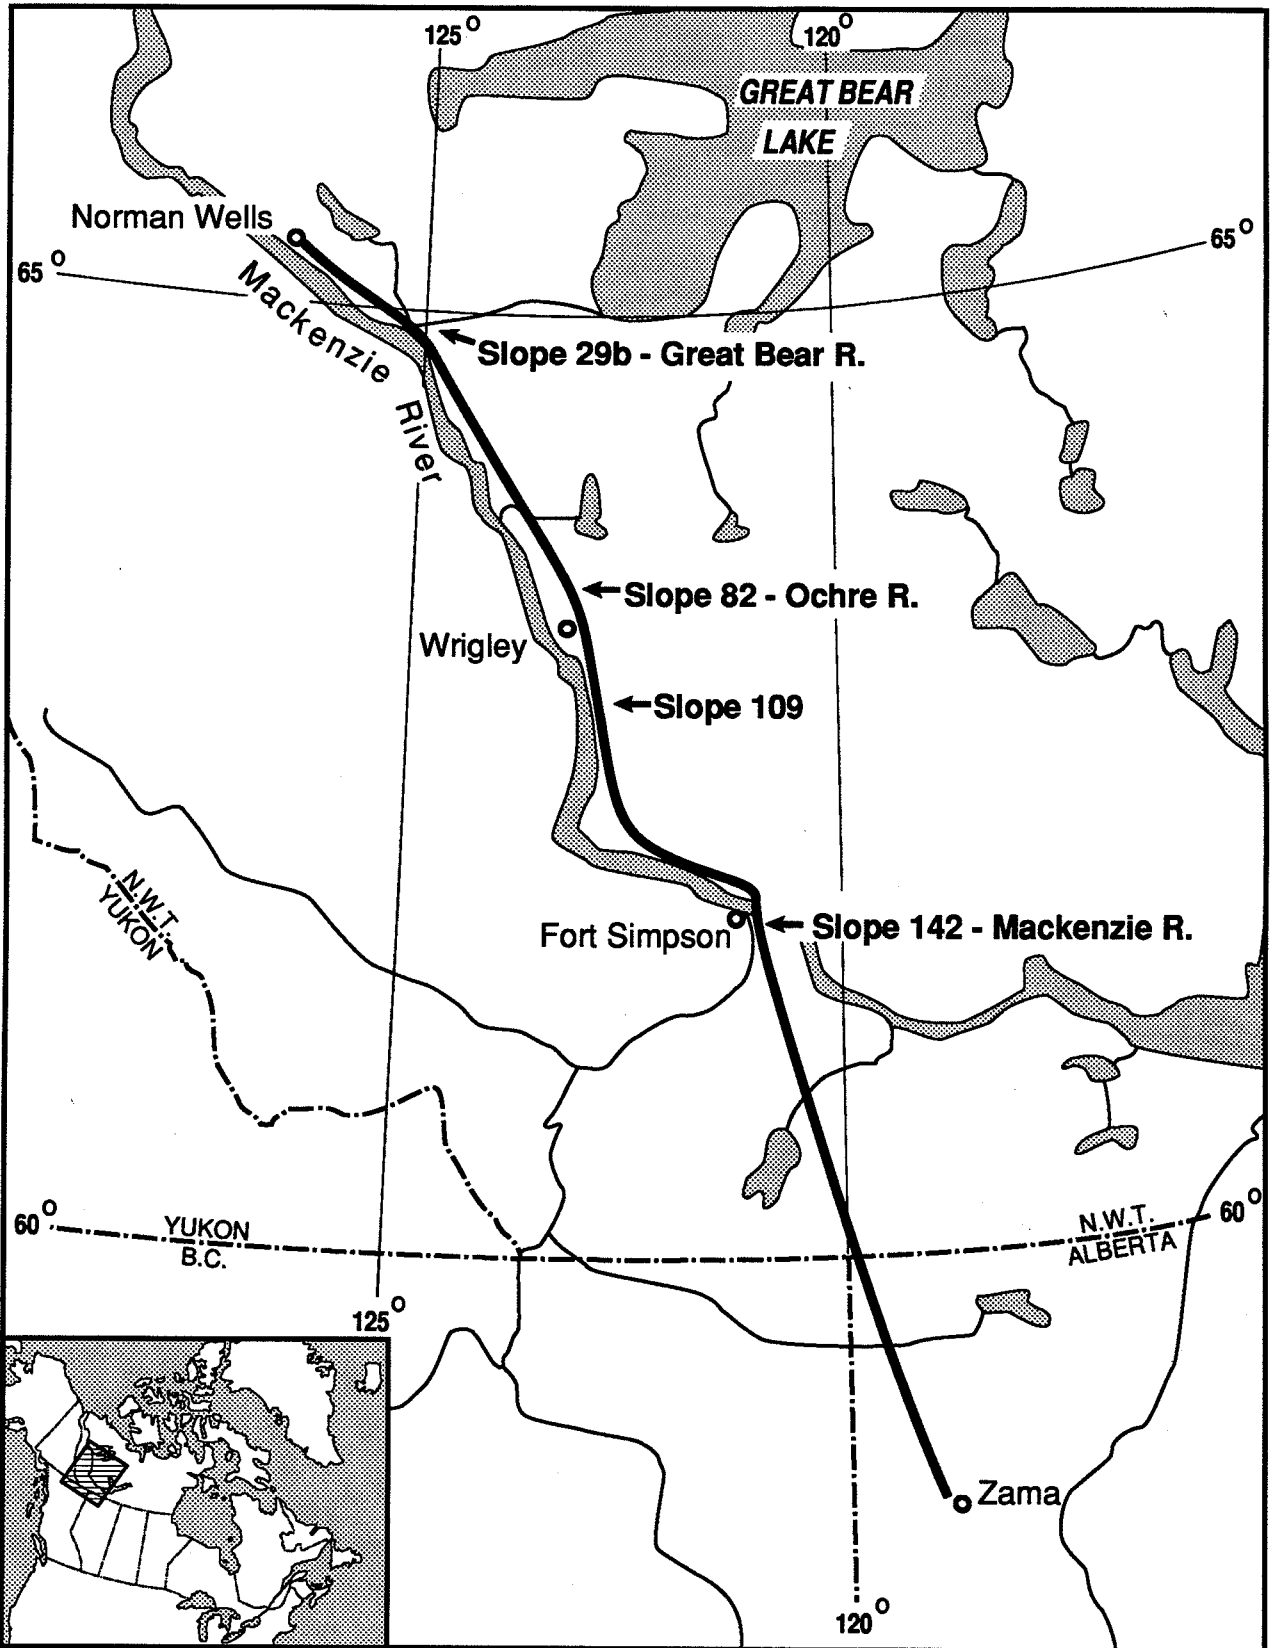 125°
120°
GREAT BEAR
LAKE
Norman Wells
65°
65°
Mackenzie River
Slope 29b - Great Bear R.
Slope 82 - Ochre R.
Wrigley
Slope 109
N.W.T.
YUKON
Fort Simpson
Slope 142 - Mackenzie R.
60°
YUKON
B.C.
N.W.T.
ALBERTA
60°
125°
Zama
120°